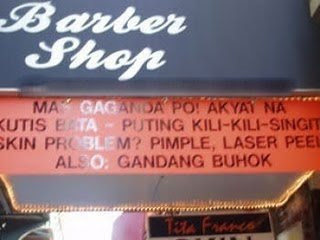 Barber
Shop
MAS GAGANDA PO! AKYAT NA
KUTIS BATA - PUTING KILI-KILI-SINGIT
SKIN PROBLEM? PIMPLE, LASER PEEL
ALSO: GANDANG BUHOK
Tita Franco